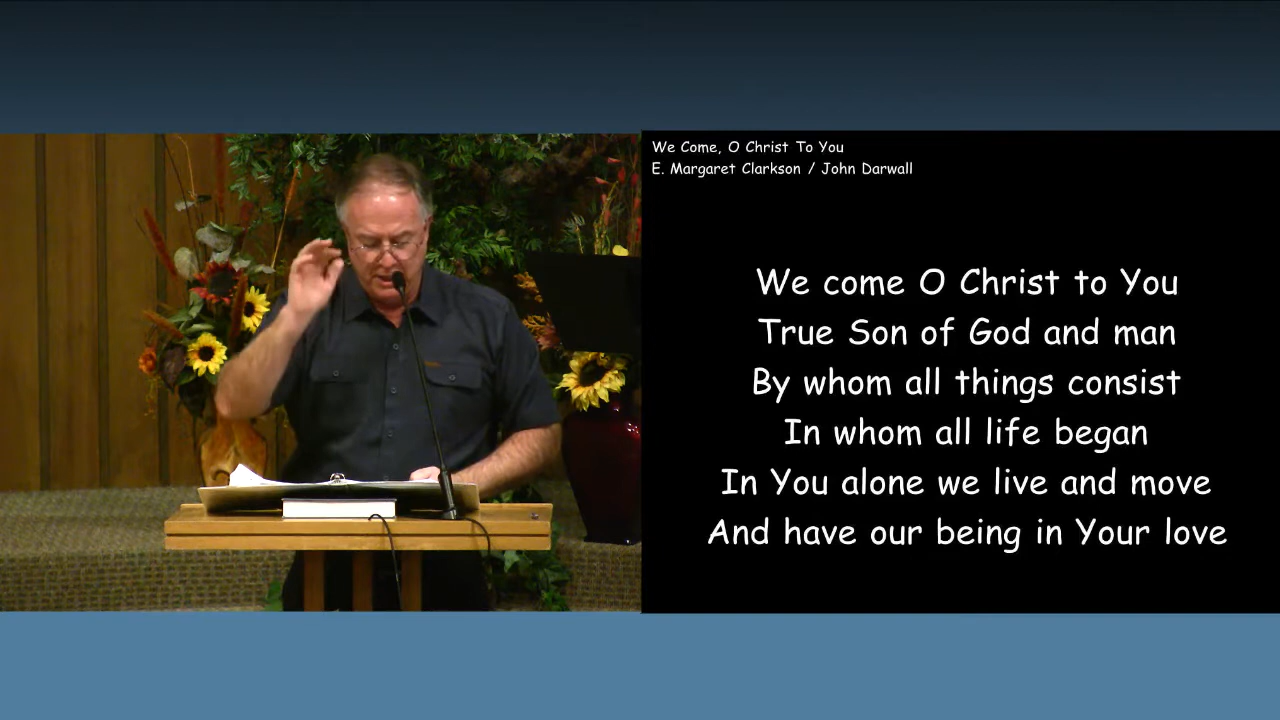 We Come, O Christ To You
E. Margaret Clarkson / John Darwall
We come O Christ to You
True Son of God and man
By whom all things consist
In whom all life began
In You alone we live and move
And have our being in Your love